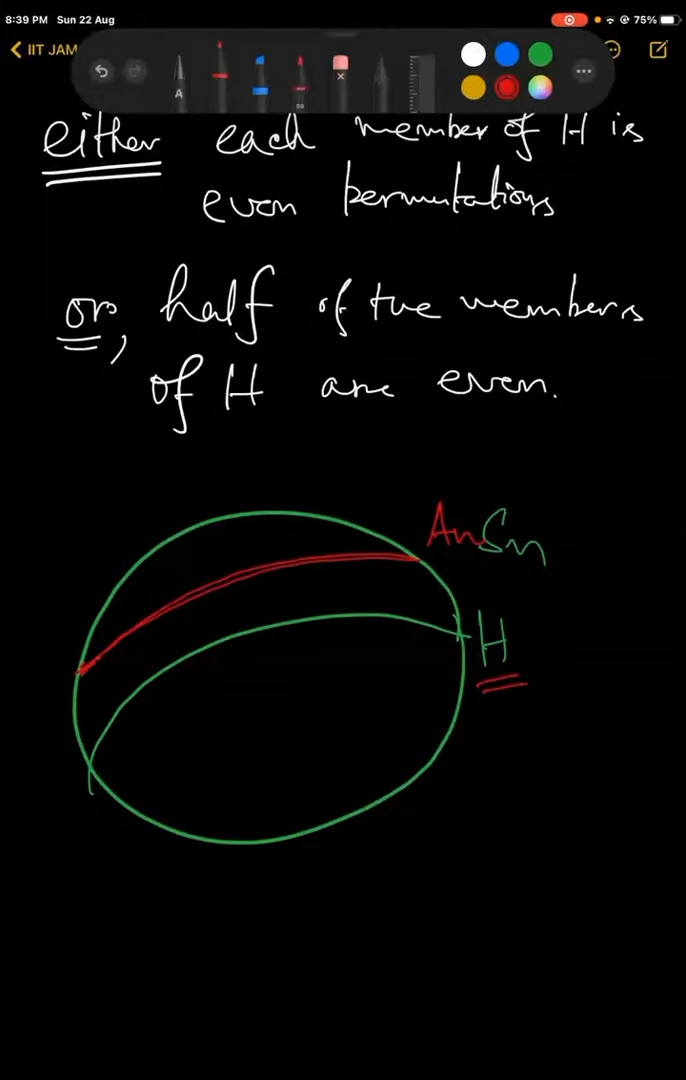 8:39 PM Sun 22 Aug
75%
IIT JAM
A
59
either each member of H is
even permutations
or, half of the members
of H are even.
An Sn
H